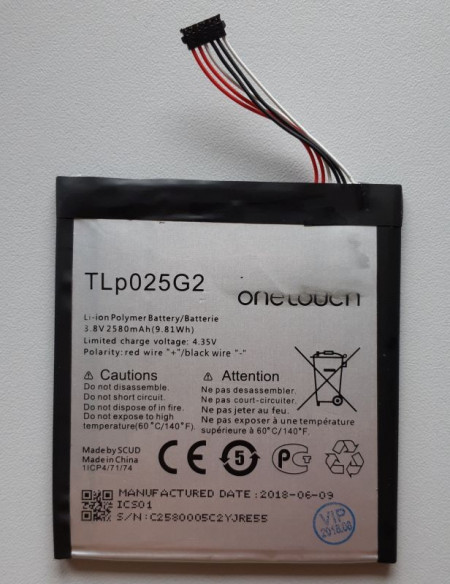 TLp025G2
onetouch
Li-ion Polymer Battery/Batterie
3.8V 2580mAh(9.81Wh)
Limited charge voltage: 4.35V
Polarity: red wire "+"/black wire "-"
Cautions
Do not disassemble.
Do not short circuit.
Do not dispose of in fire.
Do not expose to high
temperature(60°C/140°F).
Attention
Ne pas desassembler.
Ne pas court-circuiter.
Ne pas jeter au feu.
Ne pas exposer à une température
supérieure à 60°C/140°F.
Made by SCUD
Made in China
1ICP4/71/74
CE
5
PC
MANUFACTURED DATE:2018-06-09
ICS01
S/N:C2580005C2YJRE55
VIP
2018.06